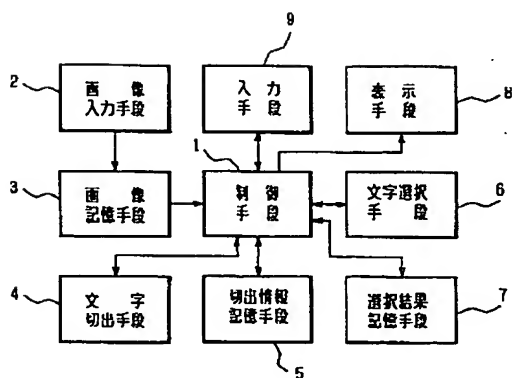 9
2
画像
入力手段
入力
手段
表示
手段
8
1
3
画像
記憶手段
制御
手段
文字選択
手段
6
4
文字
切出手段
切出情報
記憶手段
選択結果
記憶手段
7
5